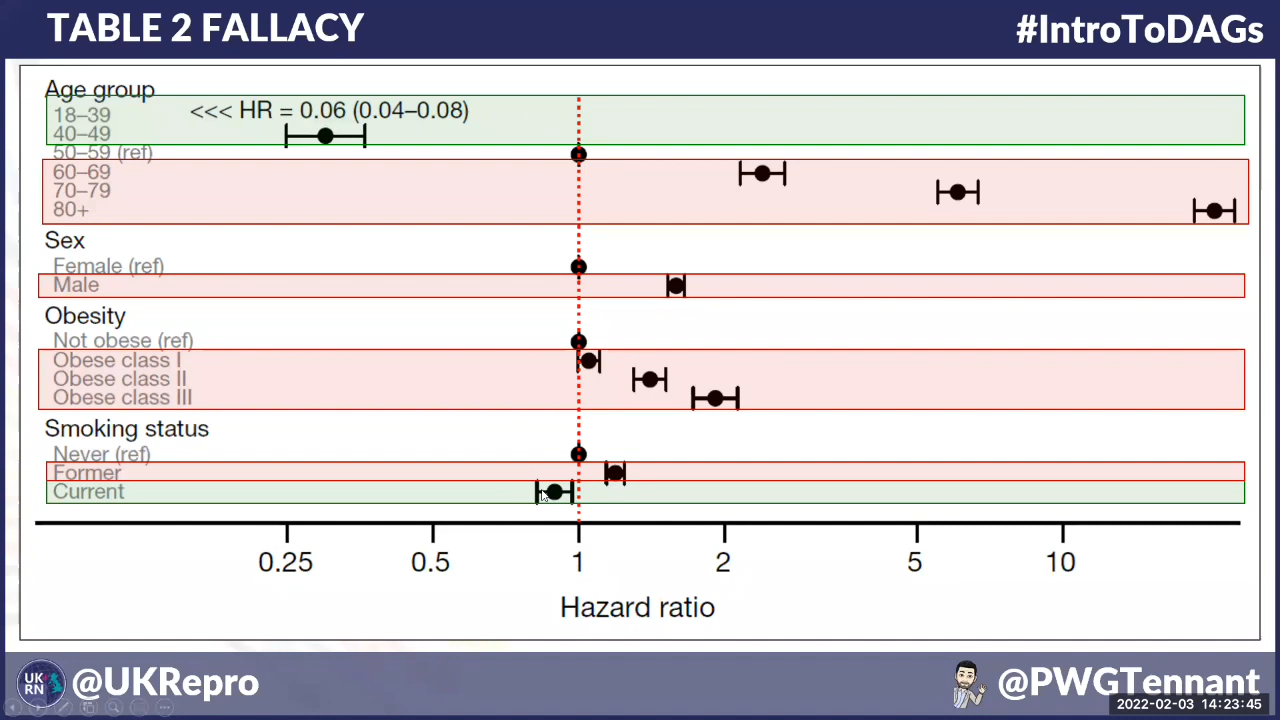 TABLE 2 FALLACY
#IntroToDAGs
Age group
18–39
<<< HR = 0.06 (0.04–0.08)
40–49
50–59 (ref)
60–69
70–79
80+
Sex
Female (ref)
Male
Obesity
Not obese (ref)
Obese class I
Obese class II
Obese class III
Smoking status
Never (ref)
Former
Current
0.25
0.5
1
2
5
10
Hazard ratio
UK
RN
@UKRepro
@PWGTennant
2022-02-03 14:23:45